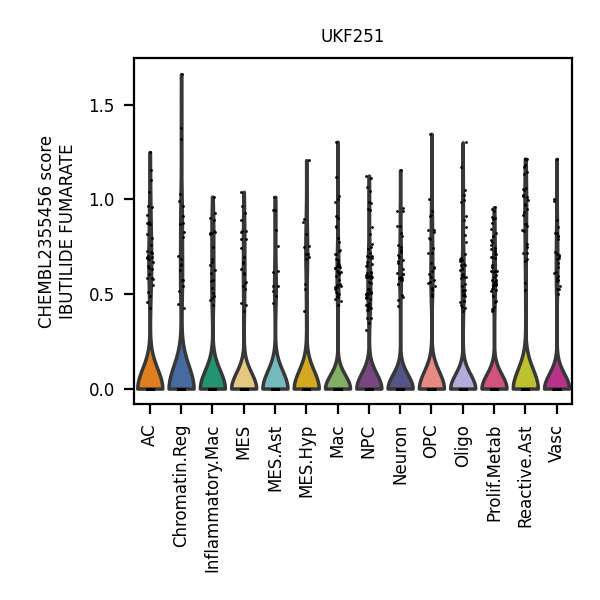 UKF251
CHEMBL2355456 score
IBUTILIDE FUMARATE
1.5
1.0
0.5
0.0
AC
Chromatin.Reg
Inflammatory.Mac
MES
MES.Ast
MES.Hyp
Mac
NPC
Neuron
OPC
Oligo
Prolif.Metab
Reactive.Ast
Vasc